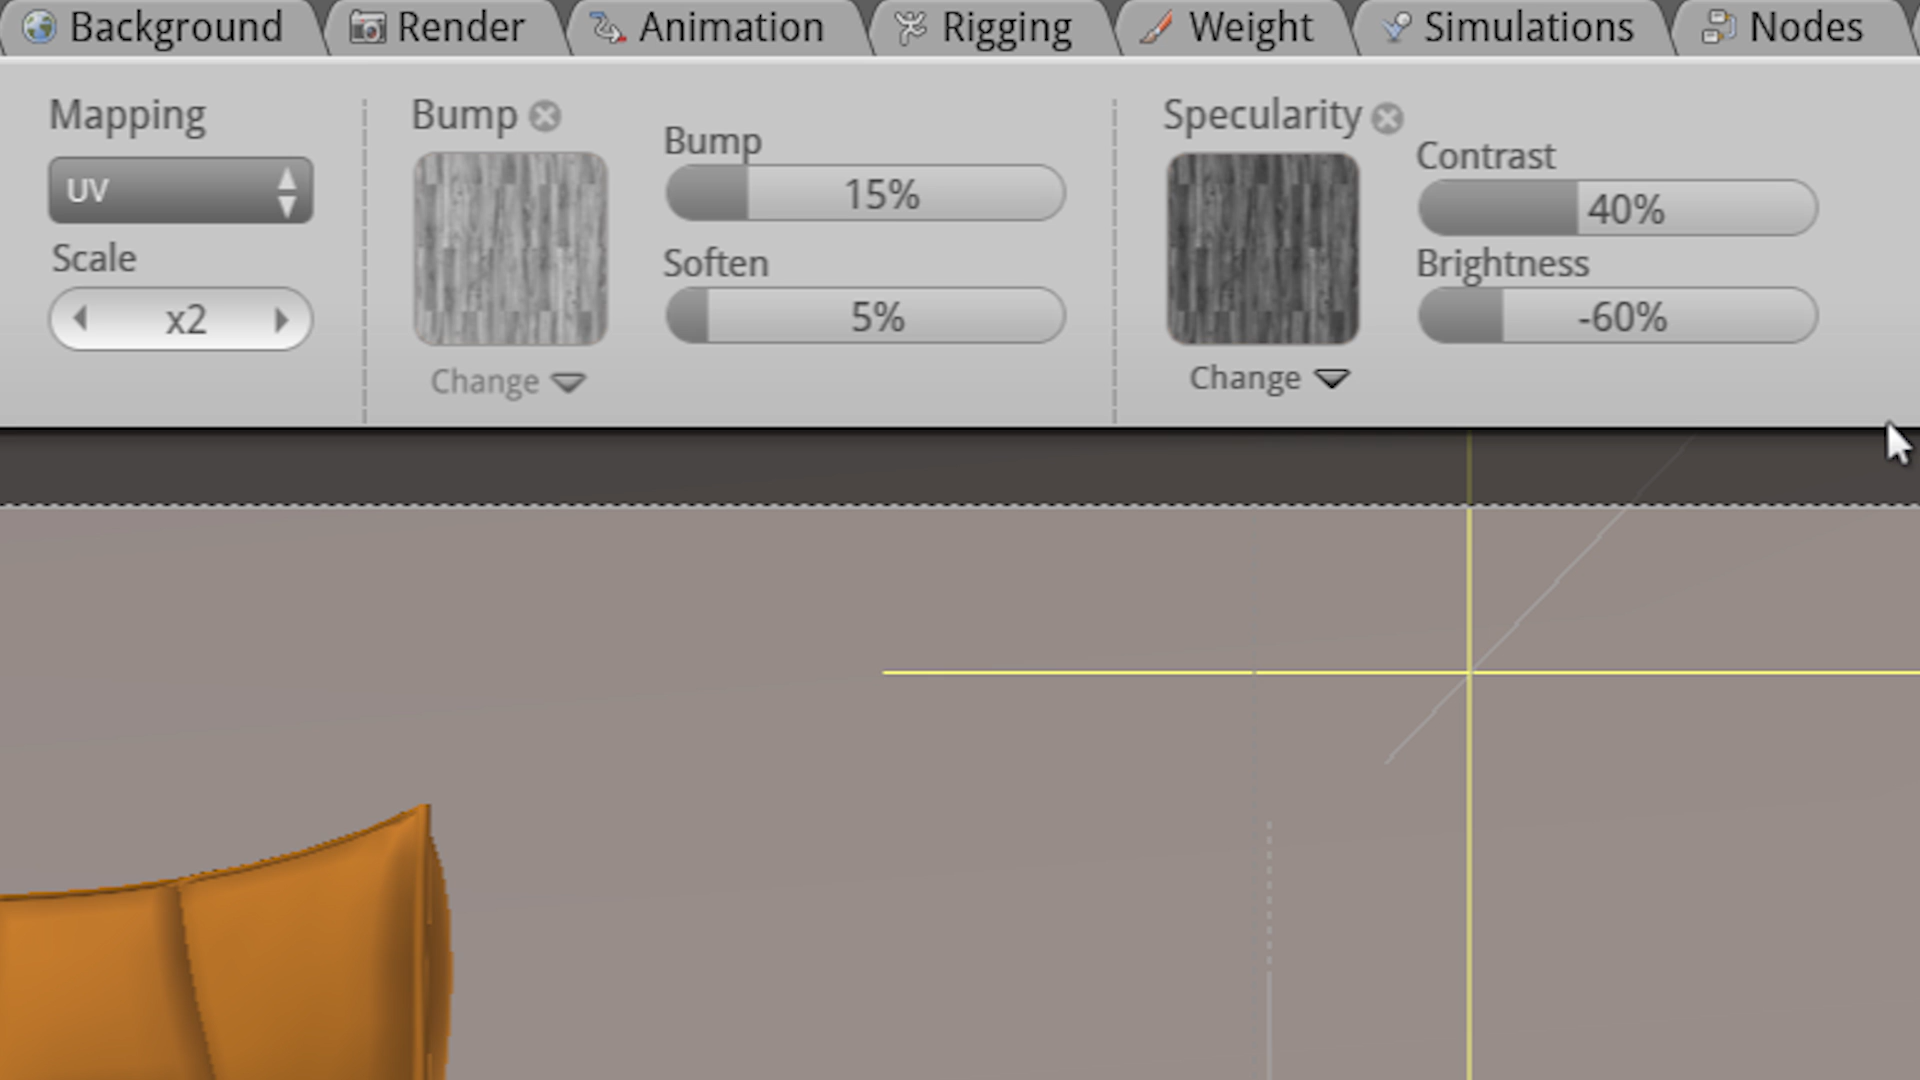 Background Render Animation Rigging Weight Simulations Nodes
Mapping
UV
Scale
x2
Bump
Change
Bump
15%
Soften
5%
Specularity
Change
Contrast
40%
Brightness
-60%